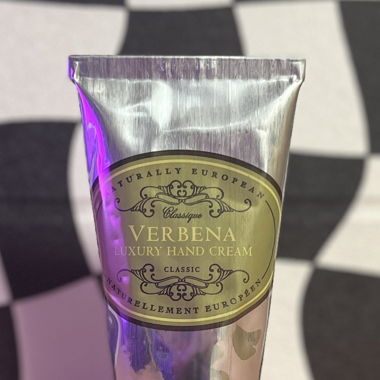 NATURALLY EUROPEAN
Classique
VERBENA
LUXURY HAND CREAM
CLASSIC
NATURELLEMENT EUROPÉEN